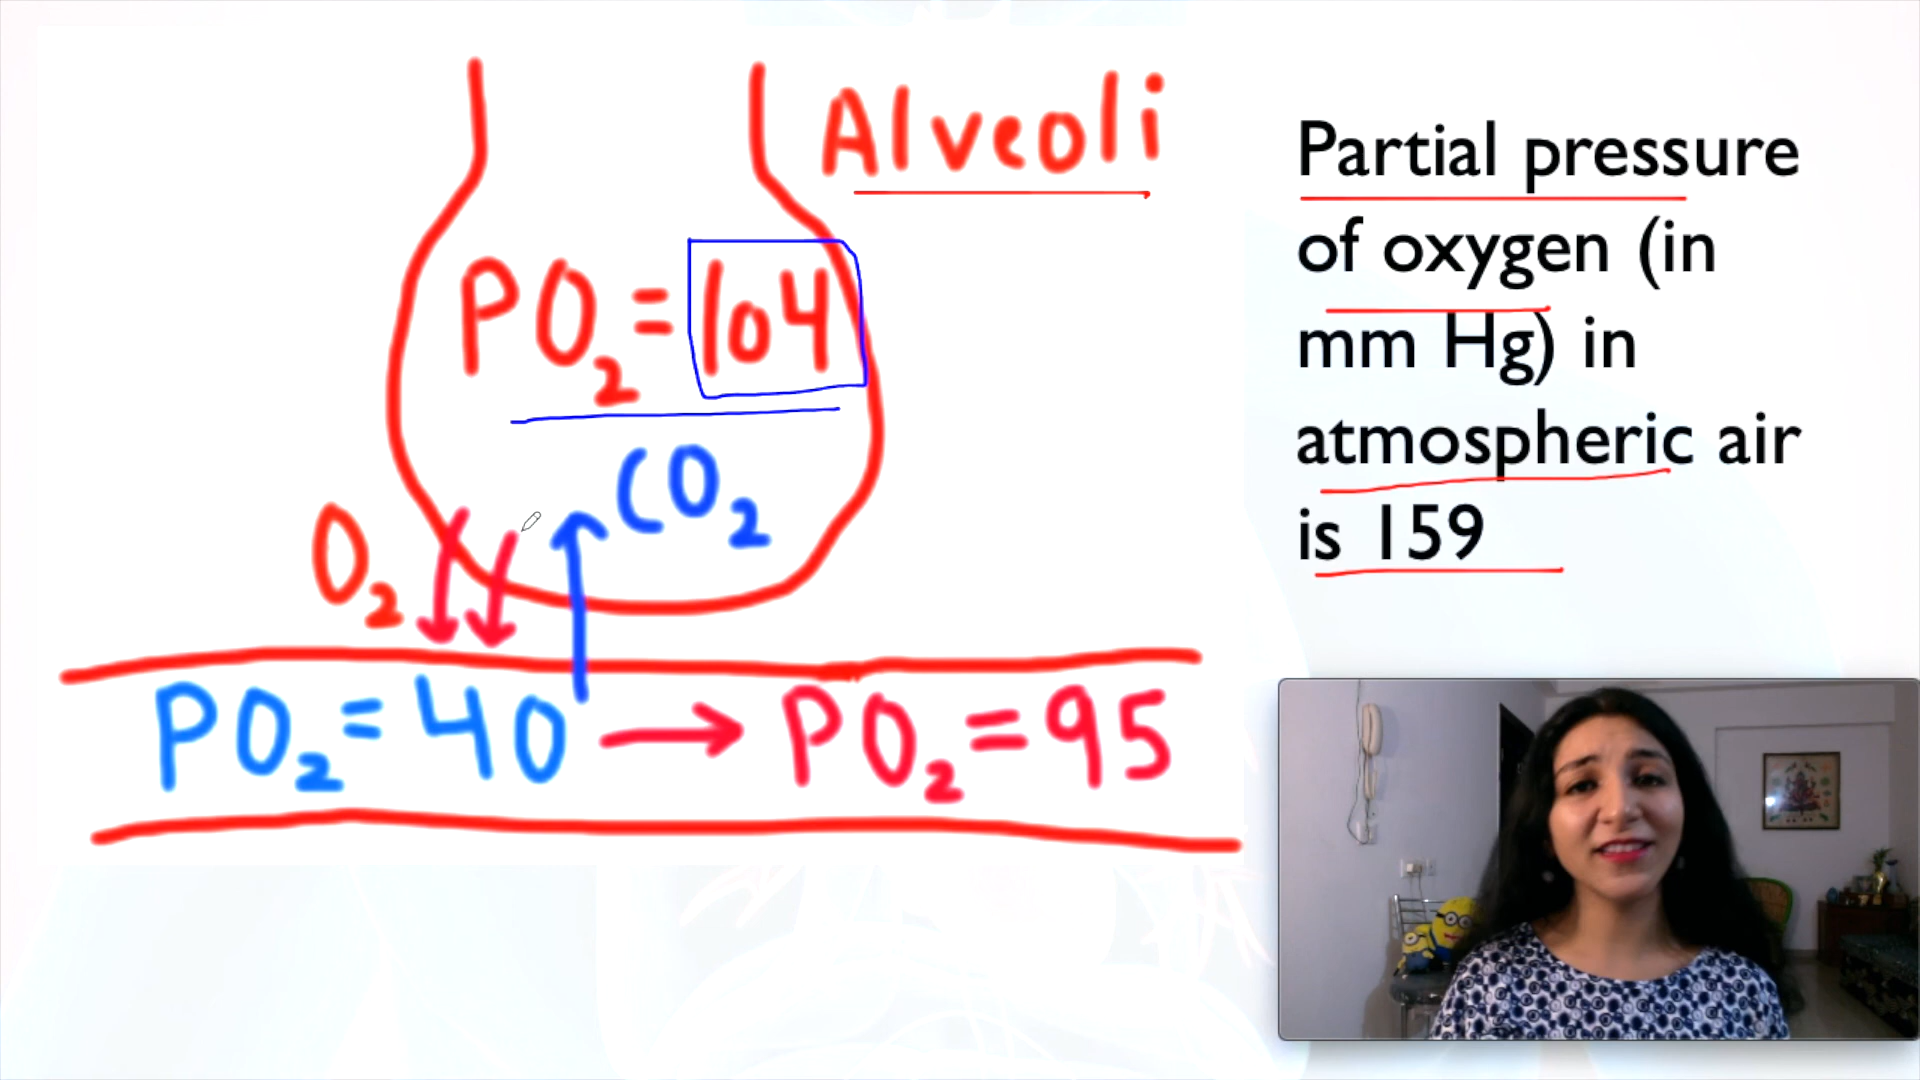 Alveoli
PO₂ = 104
CO₂
O₂
PO₂ = 40 → PO₂ = 95
Partial pressure
of oxygen (in
mm Hg) in
atmospheric air
is 159